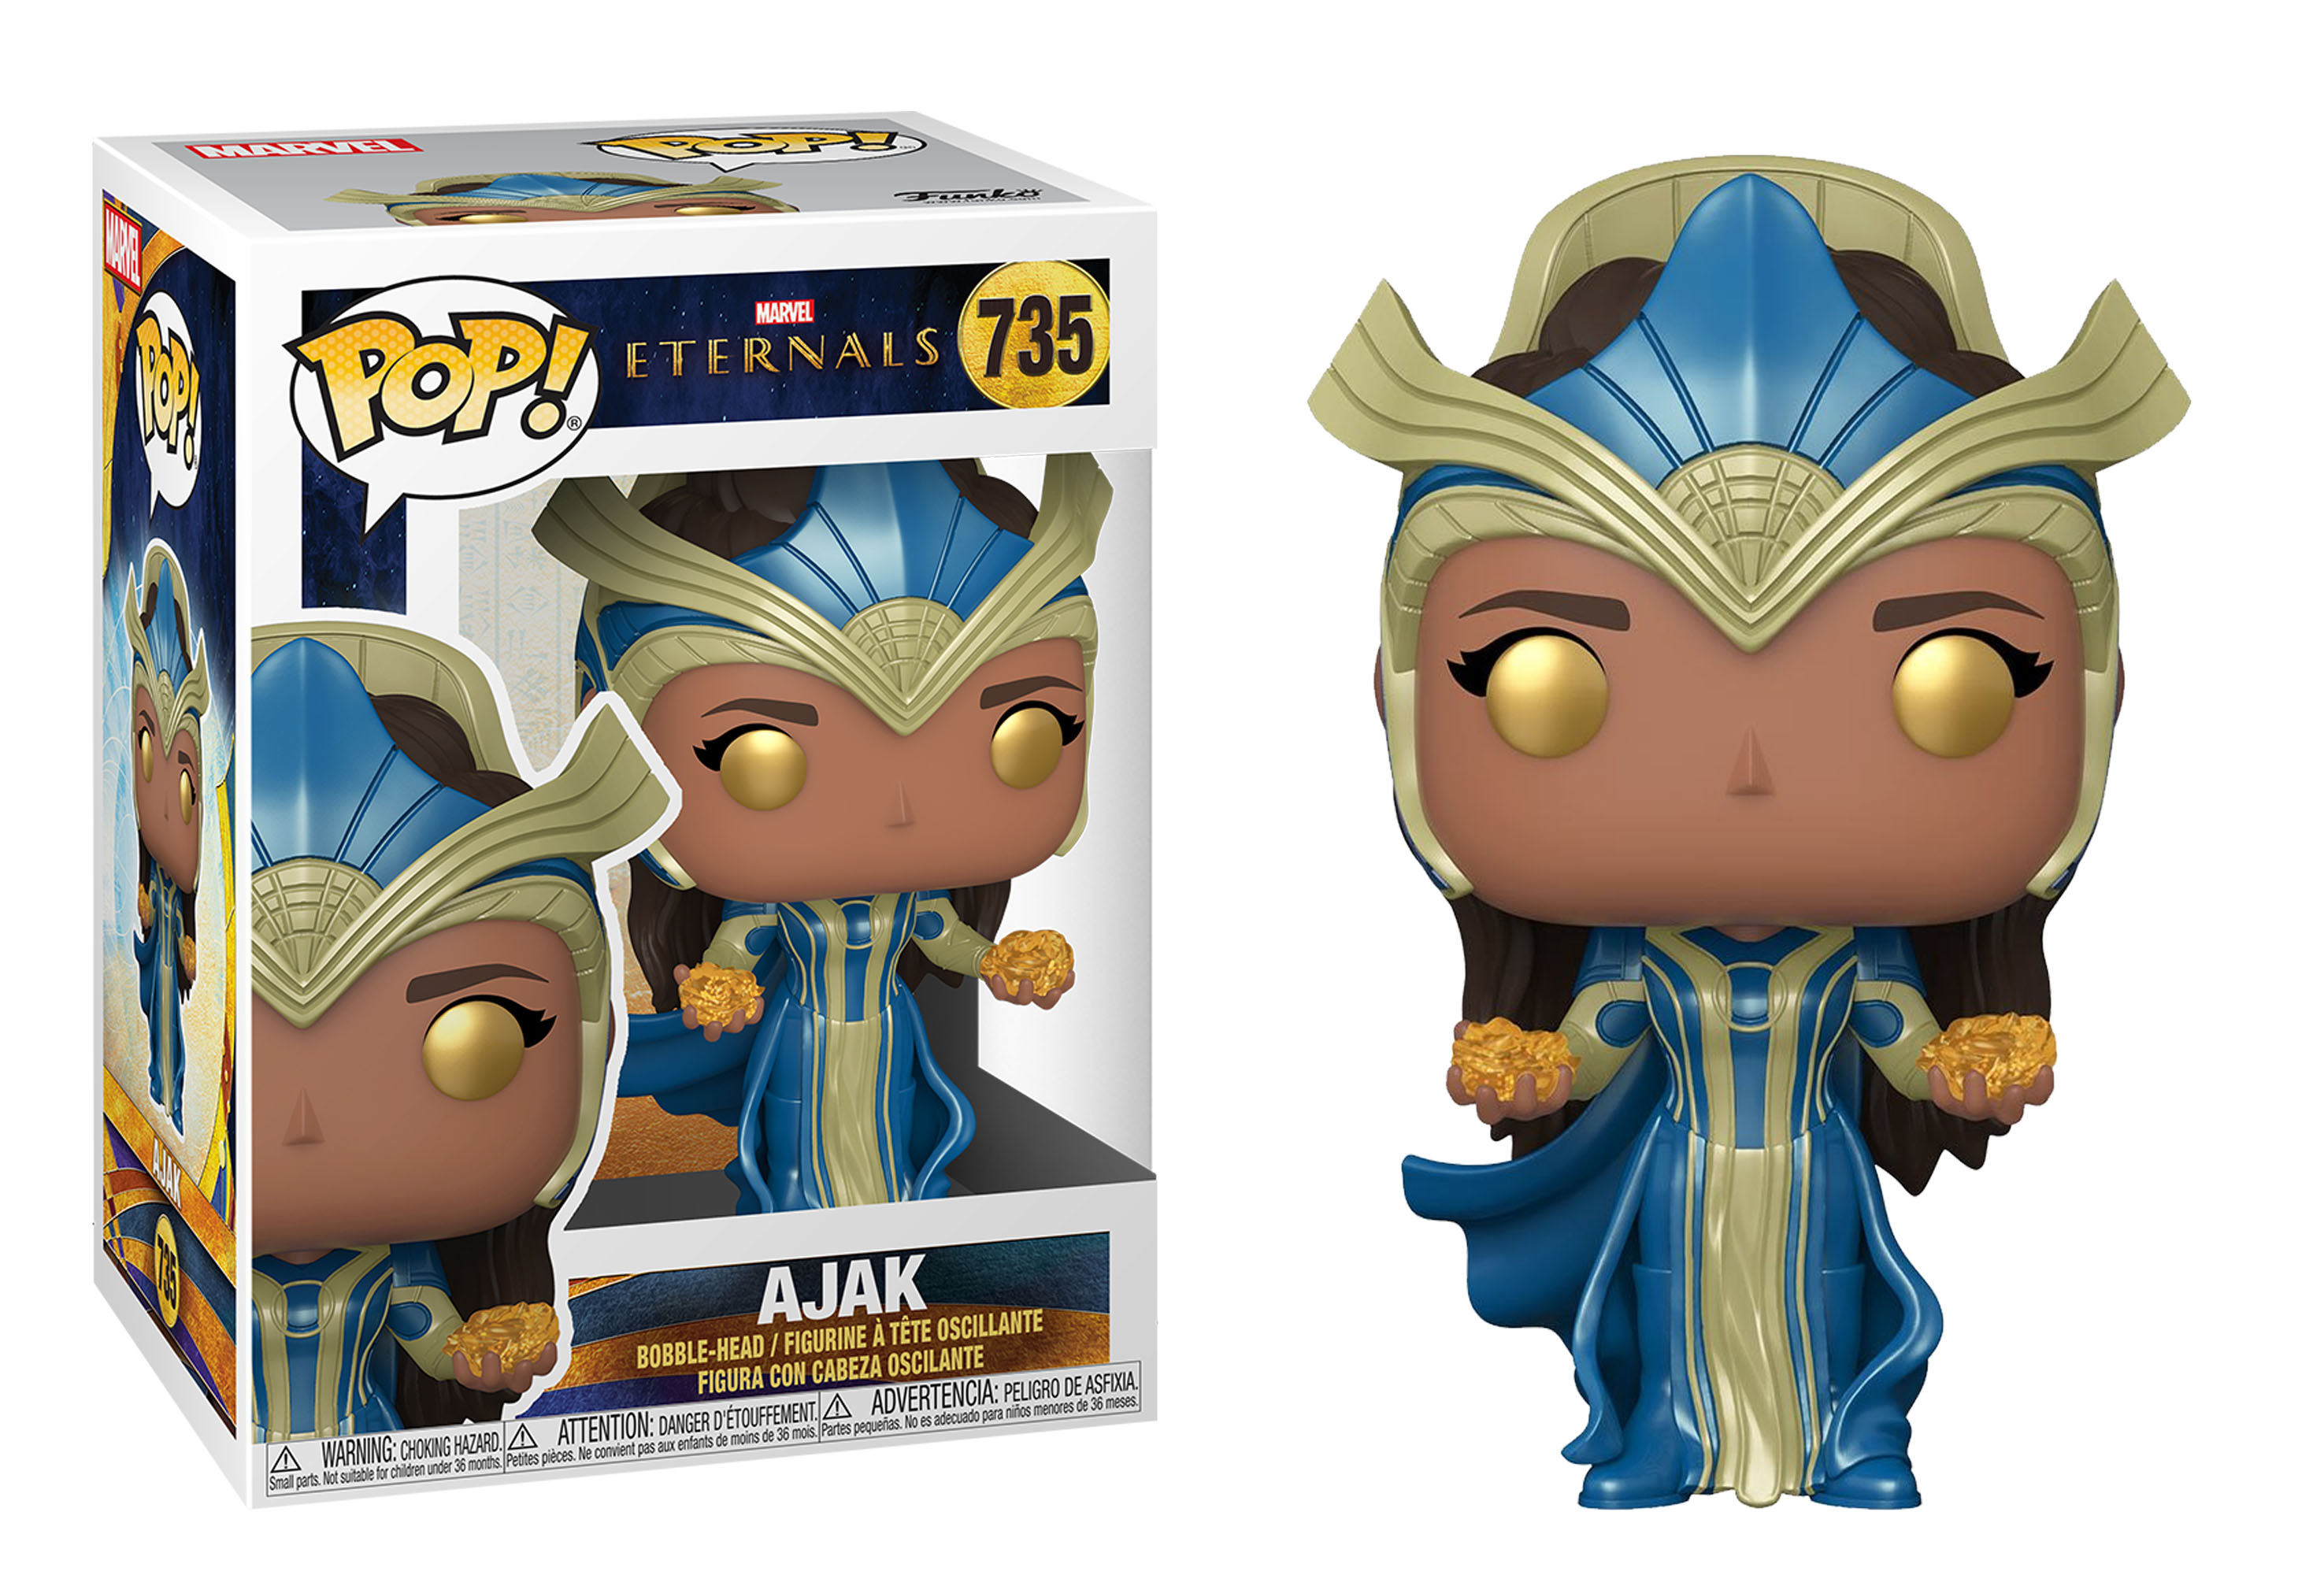 MARVEL
POP!
Funko
MARVEL
POP!
AJAK
735
POP!®
MARVEL
ETERNALS
735
AJAK
BOBBLE-HEAD / FIGURINE À TÊTE OSCILLANTE
FIGURA CON CABEZA OSCILANTE
WARNING: CHOKING HAZARD.
Small parts. Not suitable for children under 36 months.
ATTENTION: DANGER D'ÉTOUFFEMENT.
Petites pièces. Ne convient pas aux enfants de moins de 36 mois.
ADVERTENCIA: PELIGRO DE ASFIXIA.
Partes pequeñas. No es adecuado para niños menores de 36 meses.